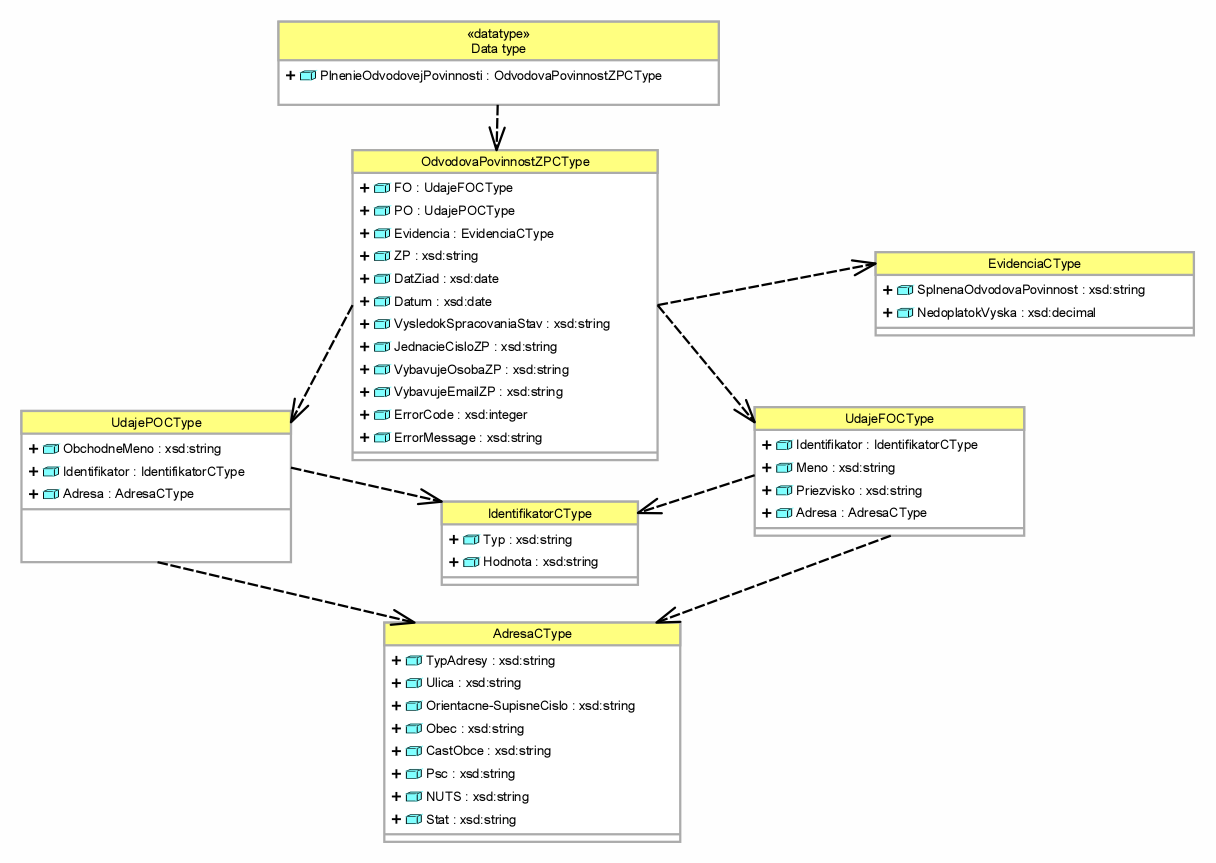 «datatype»
Data type
+ PlnenieOdvodovejPovinnosti : OdvodovaPovinnostZPCType
OdvodovaPovinnostZPCType
+ FO : UdajeFOCType
+ PO : UdajePOCType
+ Evidencia : EvidenciaCType
+ ZP : xsd:string
+ DatZiad : xsd:date
+ Datum : xsd:date
+ VysledokSpracovaniaStav : xsd:string
+ JednacieCisloZP : xsd:string
+ VybavujeOsobaZP : xsd:string
+ VybavujeEmailZP : xsd:string
+ ErrorCode : xsd:integer
+ ErrorMessage : xsd:string
EvidenciaCType
+ SplnenaOdvodovaPovinnost : xsd:string
+ NedoplatokVyska : xsd:decimal
UdajePOCType
+ ObchodneMeno : xsd:string
+ Identifikator : IdentifikatorCType
+ Adresa : AdresaCType
UdajeFOCType
+ Identifikator : IdentifikatorCType
+ Meno : xsd:string
+ Priezvisko : xsd:string
+ Adresa : AdresaCType
IdentifikatorCType
+ Typ : xsd:string
+ Hodnota : xsd:string
AdresaCType
+ TypAdresy : xsd:string
+ Ulica : xsd:string
+ Orientacne-SupisneCislo : xsd:string
+ Obec : xsd:string
+ CastObce : xsd:string
+ Psc : xsd:string
+ NUTS : xsd:string
+ Stat : xsd:string